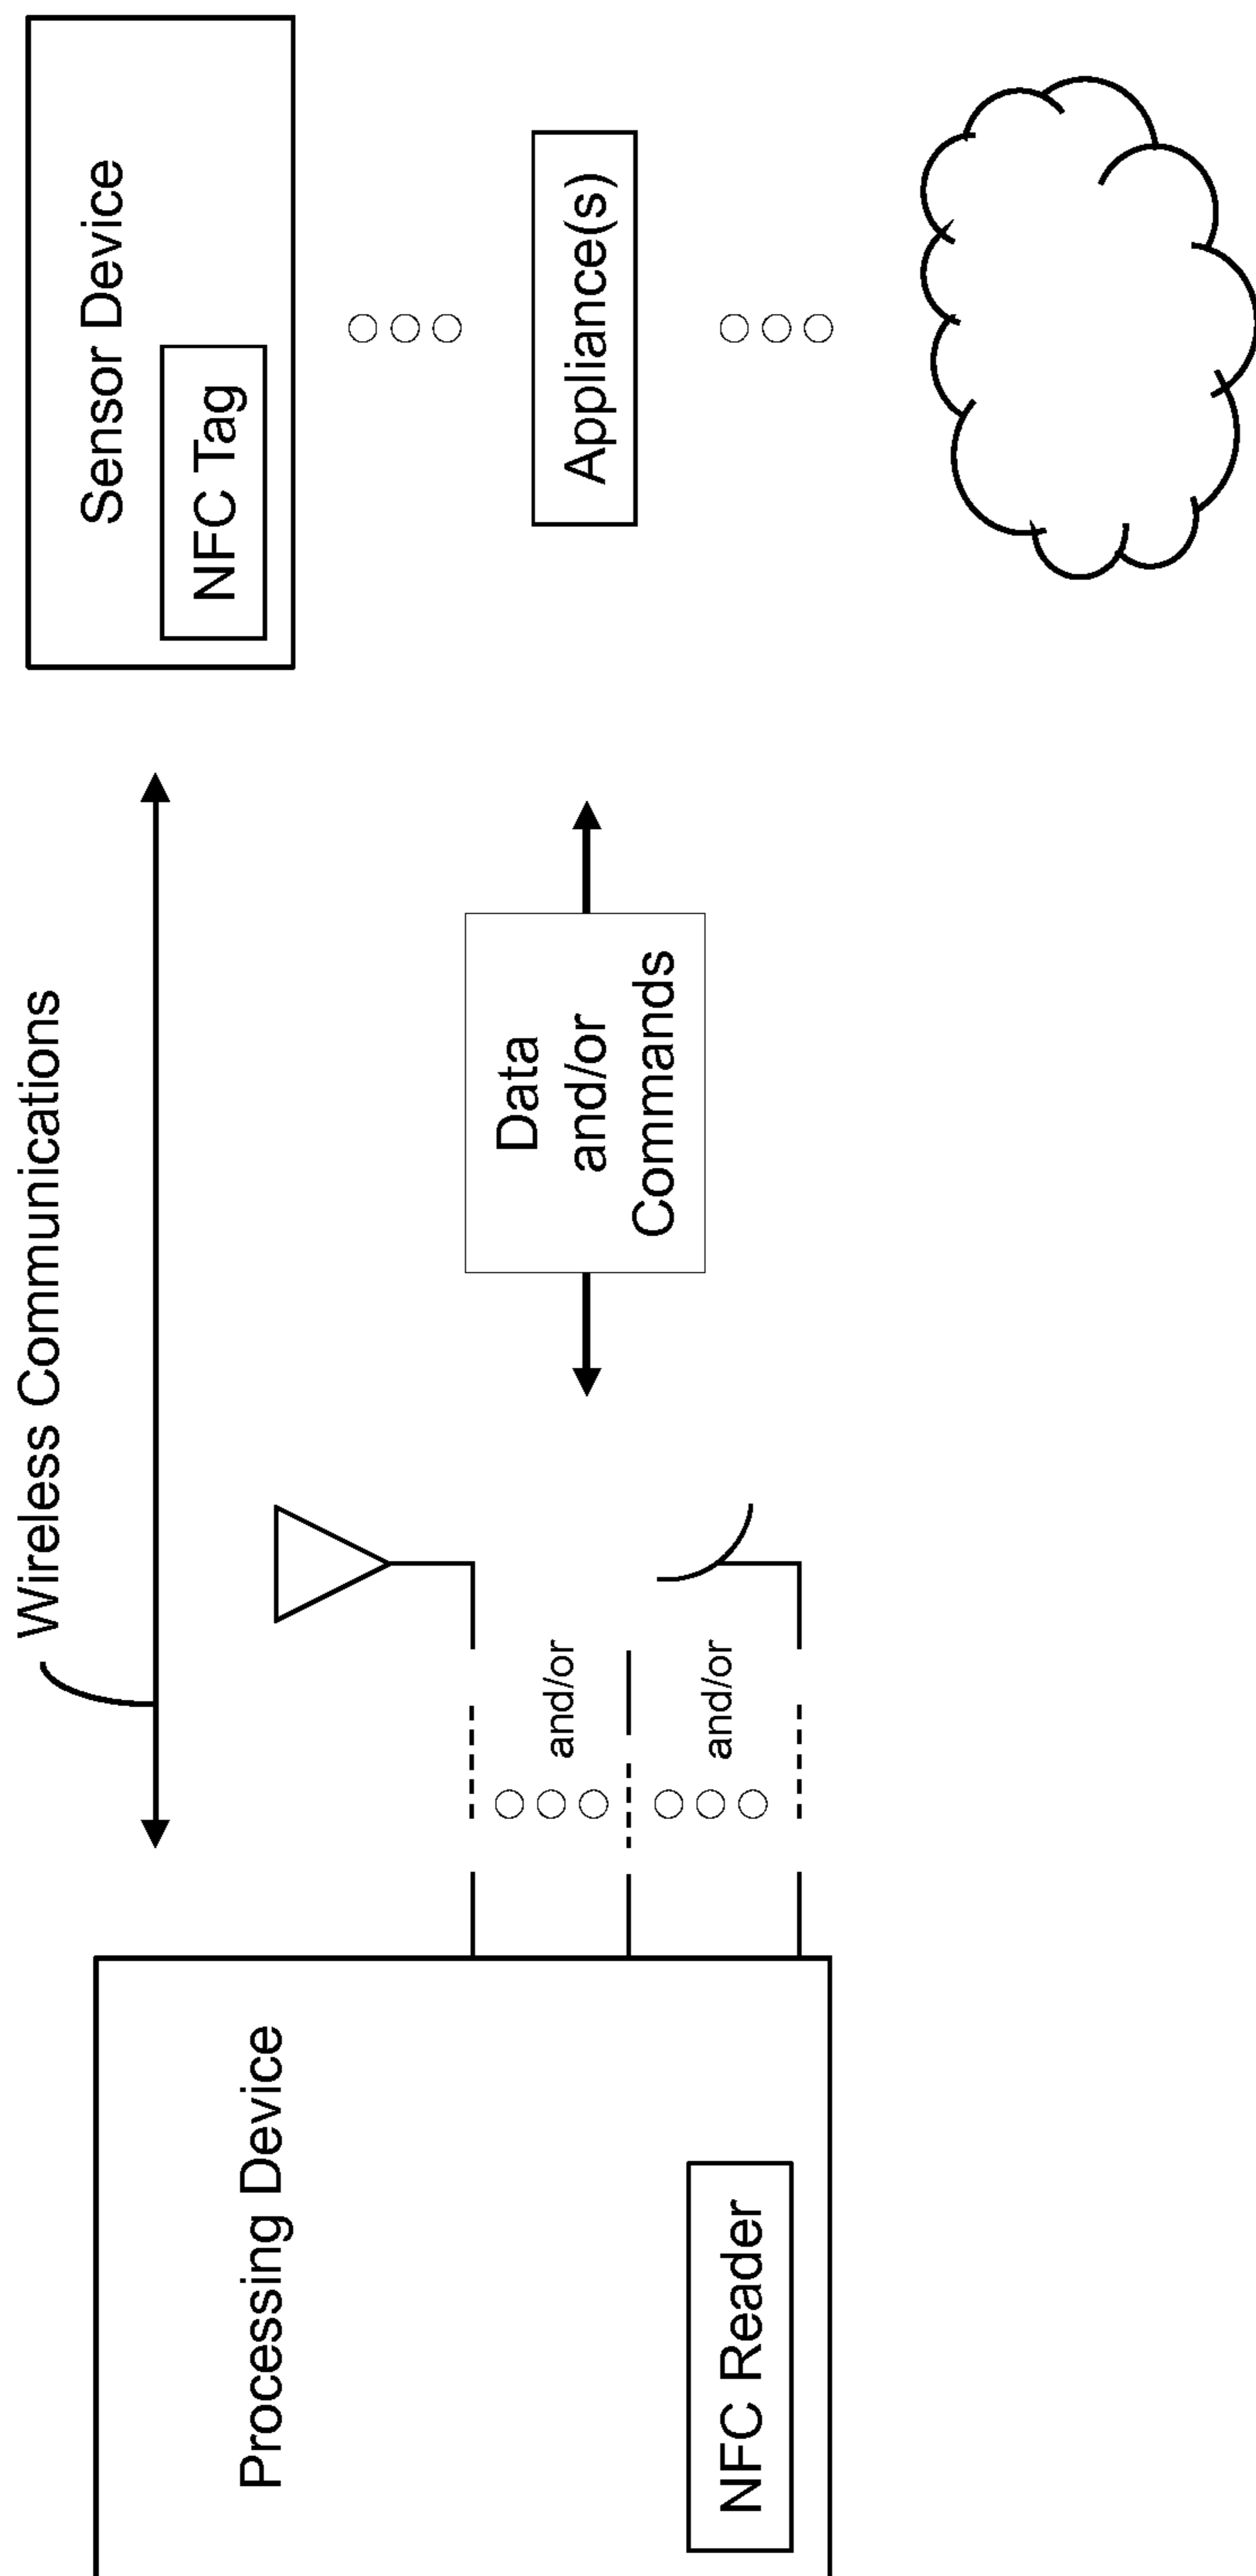 Wireless Communications
Processing Device
NFC Reader
and/or
and/or
Data
and/or
Commands
Sensor Device
NFC Tag
Appliance(s)